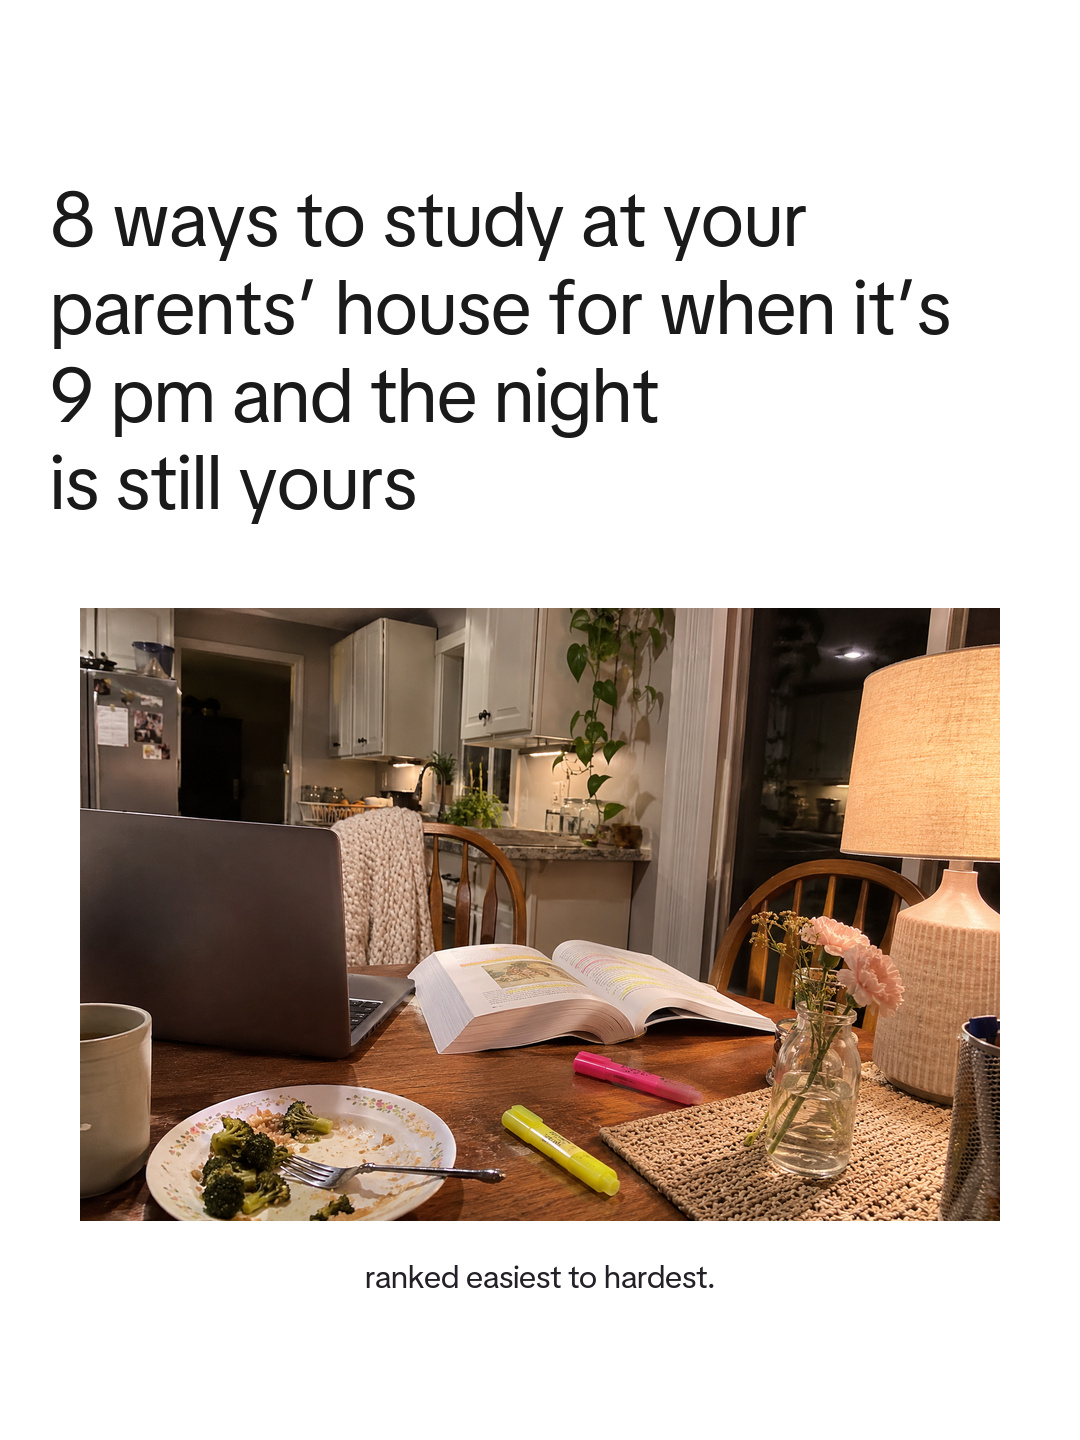 8 ways to study at your
parents’ house for when it’s
9 pm and the night
is still yours
ranked easiest to hardest.